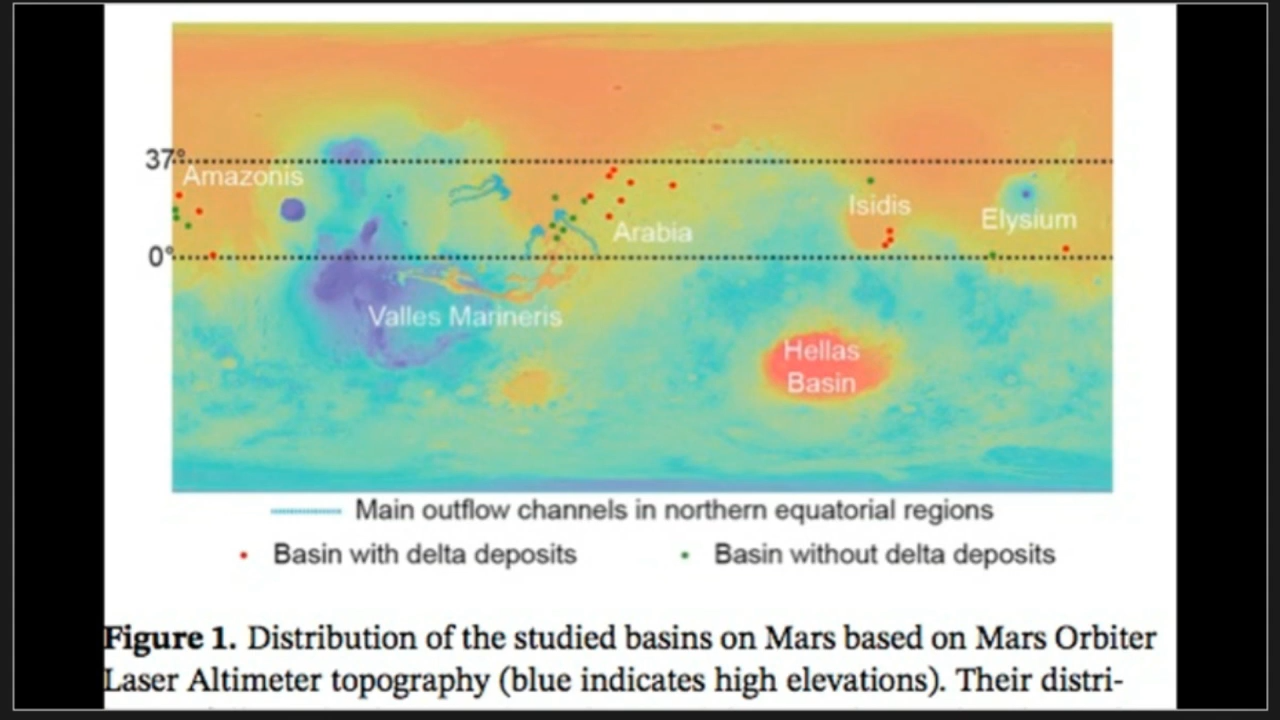 37°
Amazonis
Isidis
Elysium
Arabia
0°
Valles Marineris
Hellas
Basin
Main outflow channels in northern equatorial regions
Basin with delta deposits
Basin without delta deposits
Figure 1. Distribution of the studied basins on Mars based on Mars Orbiter
Laser Altimeter topography (blue indicates high elevations). Their distri-